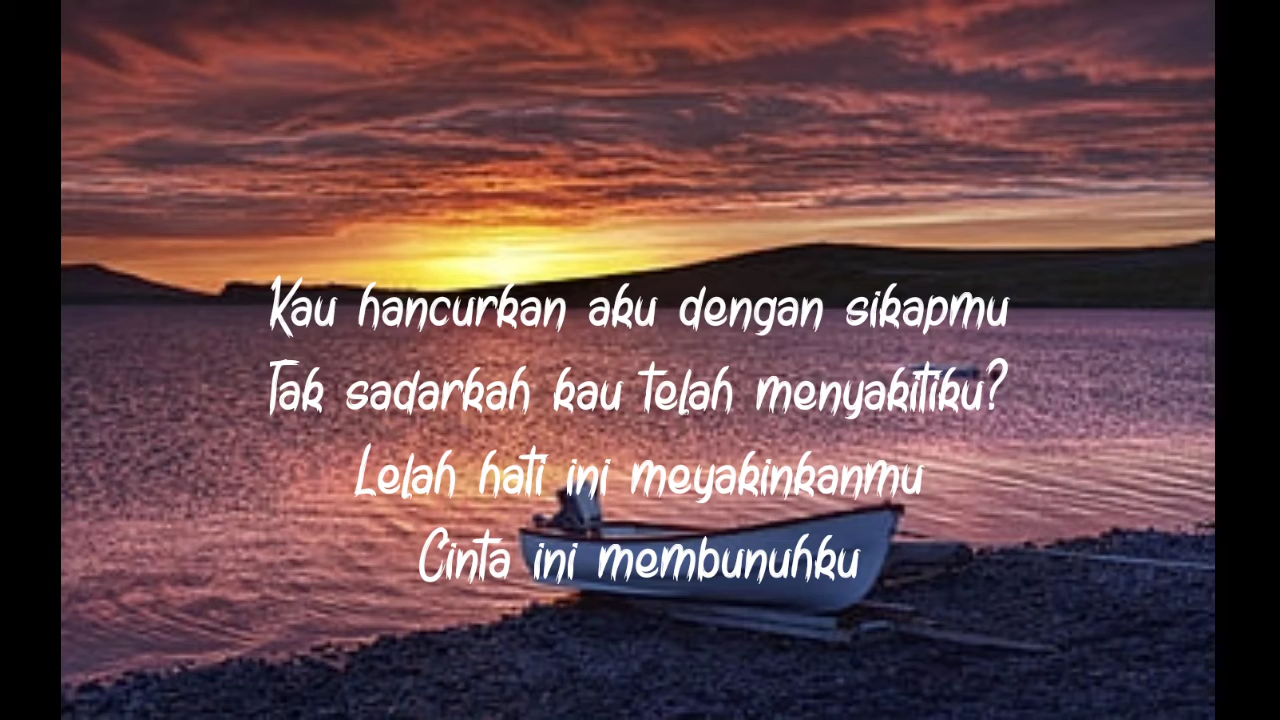 Kau hancurkan aku dengan sikapmu
Tak sadarkah kau telah menyakitiku?
Lelah hati ini meyakinkanmu
Cinta ini membunuhku